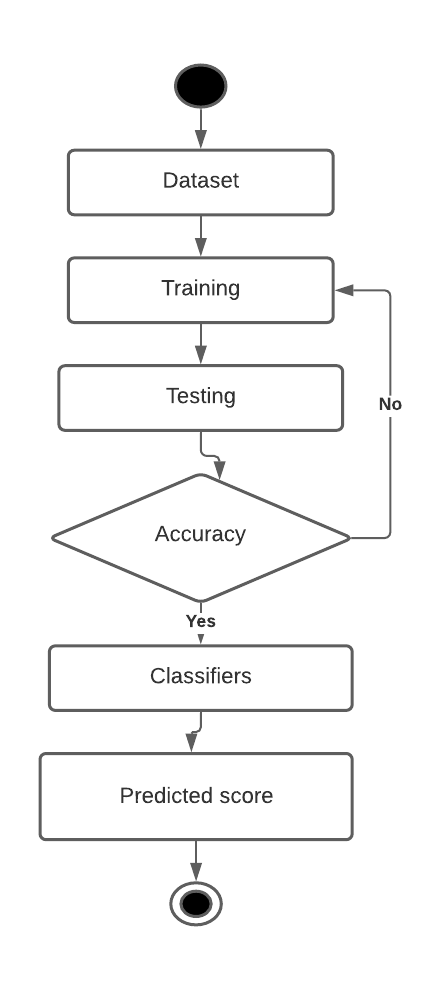 Dataset
Training
Testing
No
Accuracy
Yes
Classifiers
Predicted score